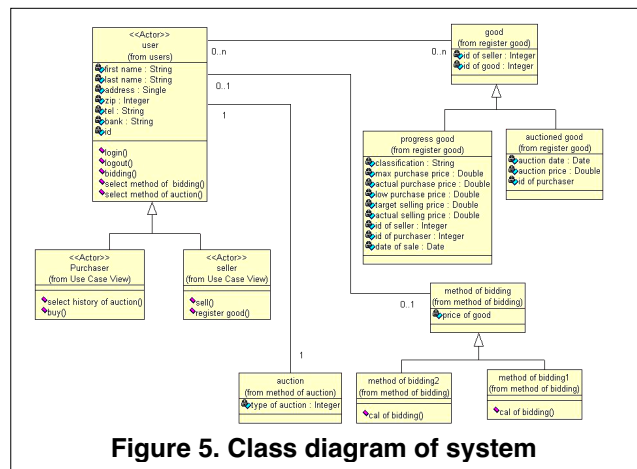 <<Actor>>
user
(from users)
first name : String
last name : String
address : Single
zip : Integer
tel : String
bank : String
id
login()
logout()
bidding()
select method of bidding()
select method of auction()
0..n
0..n
0..1
1
good
(from register good)
id of seller : Integer
id of good : Integer
progress good
(from register good)
classification : String
max purchase price : Double
actual purchase price : Double
low purchase price : Double
target selling price : Double
actual selling price : Double
id of seller : Integer
id of purchaser : Integer
date of sale : Date
auctioned good
(from register good)
auction date : Date
auction price : Double
id of purchaser
<<Actor>>
Purchaser
(from Use Case View)
select history of auction()
buy()
<<Actor>>
seller
(from Use Case View)
sell()
register good()
0..1
method of bidding
(from method of bidding)
price of good
1
auction
(from method of auction)
type of auction : Integer
method of bidding2
(from method of bidding)
cal of bidding()
method of bidding1
(from method of bidding)
cal of bidding()
Figure 5. Class diagram of system